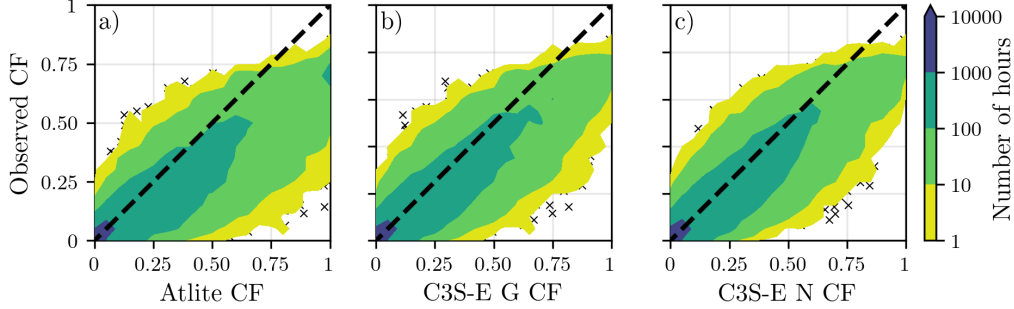 a)
b)
c)
1
0.75
0.50
0.25
0
Observed CF
0 0.25 0.50 0.75 1
Atlite CF
0 0.25 0.50 0.75 1
C3S-E G CF
0 0.25 0.50 0.75 1
C3S-E N CF
10000
1000
100
10
1
Number of hours